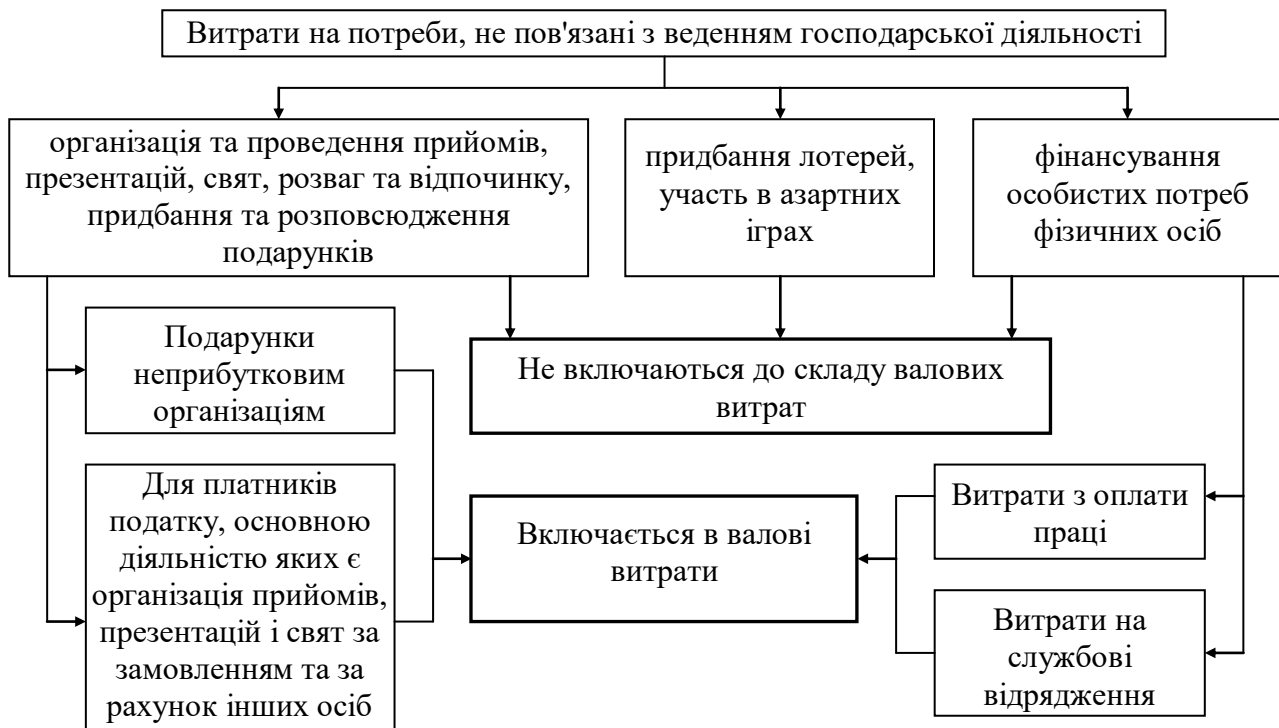 Витрати на потреби, не пов'язані з веденням господарської діяльності
організація та проведення прийомів,
презентацій, свят, розваг та відпочинку,
придбання та розповсюдження
подарунків
придбання лотерей,
участь в азартних
іграх
фінансування
особистих потреб
фізичних осіб
Подарунки
неприбутковим
організаціям
Не включаються до складу валових
витрат
Для платників
податку, основною
діяльністю яких є
організація прийомів,
презентацій і свят за
замовленням та за
рахунок інших осіб
Включається в валові
витрати
Витрати з оплати
праці
Витрати на
службові
відрядження